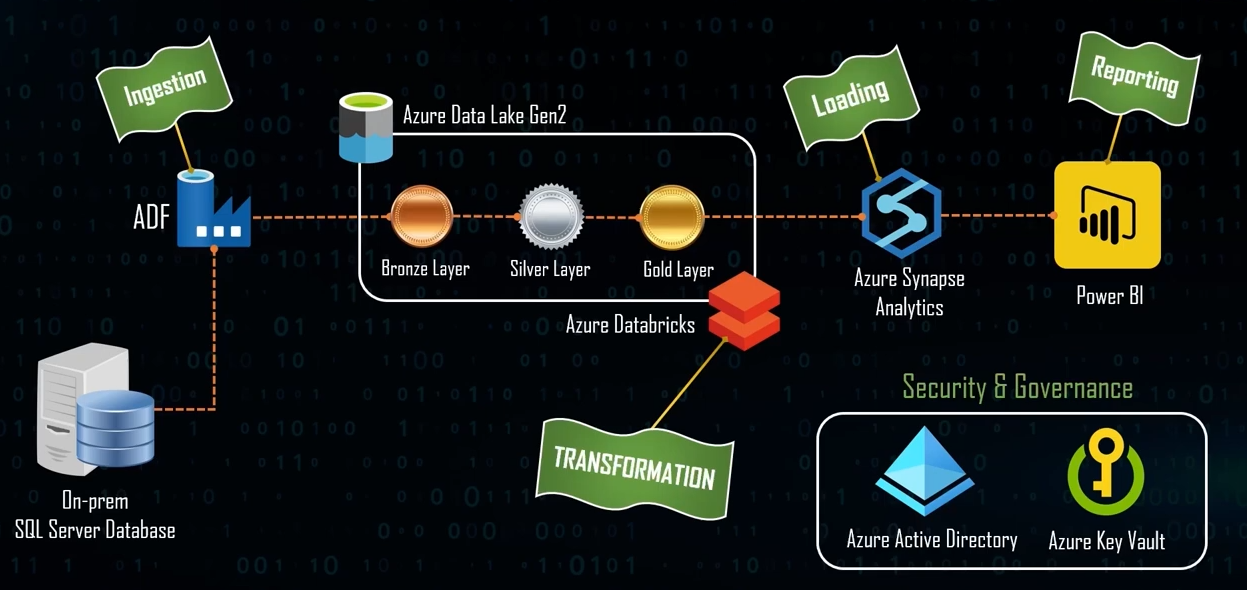 Ingestion
Azure Data Lake Gen2
Loading
Reporting
ADF
Bronze Layer
Silver Layer
Gold Layer
Azure Synapse
Analytics
Power BI
Azure Databricks
TRANSFORMATION
On-prem
SQL Server Database
Security & Governance
Azure Active Directory
Azure Key Vault